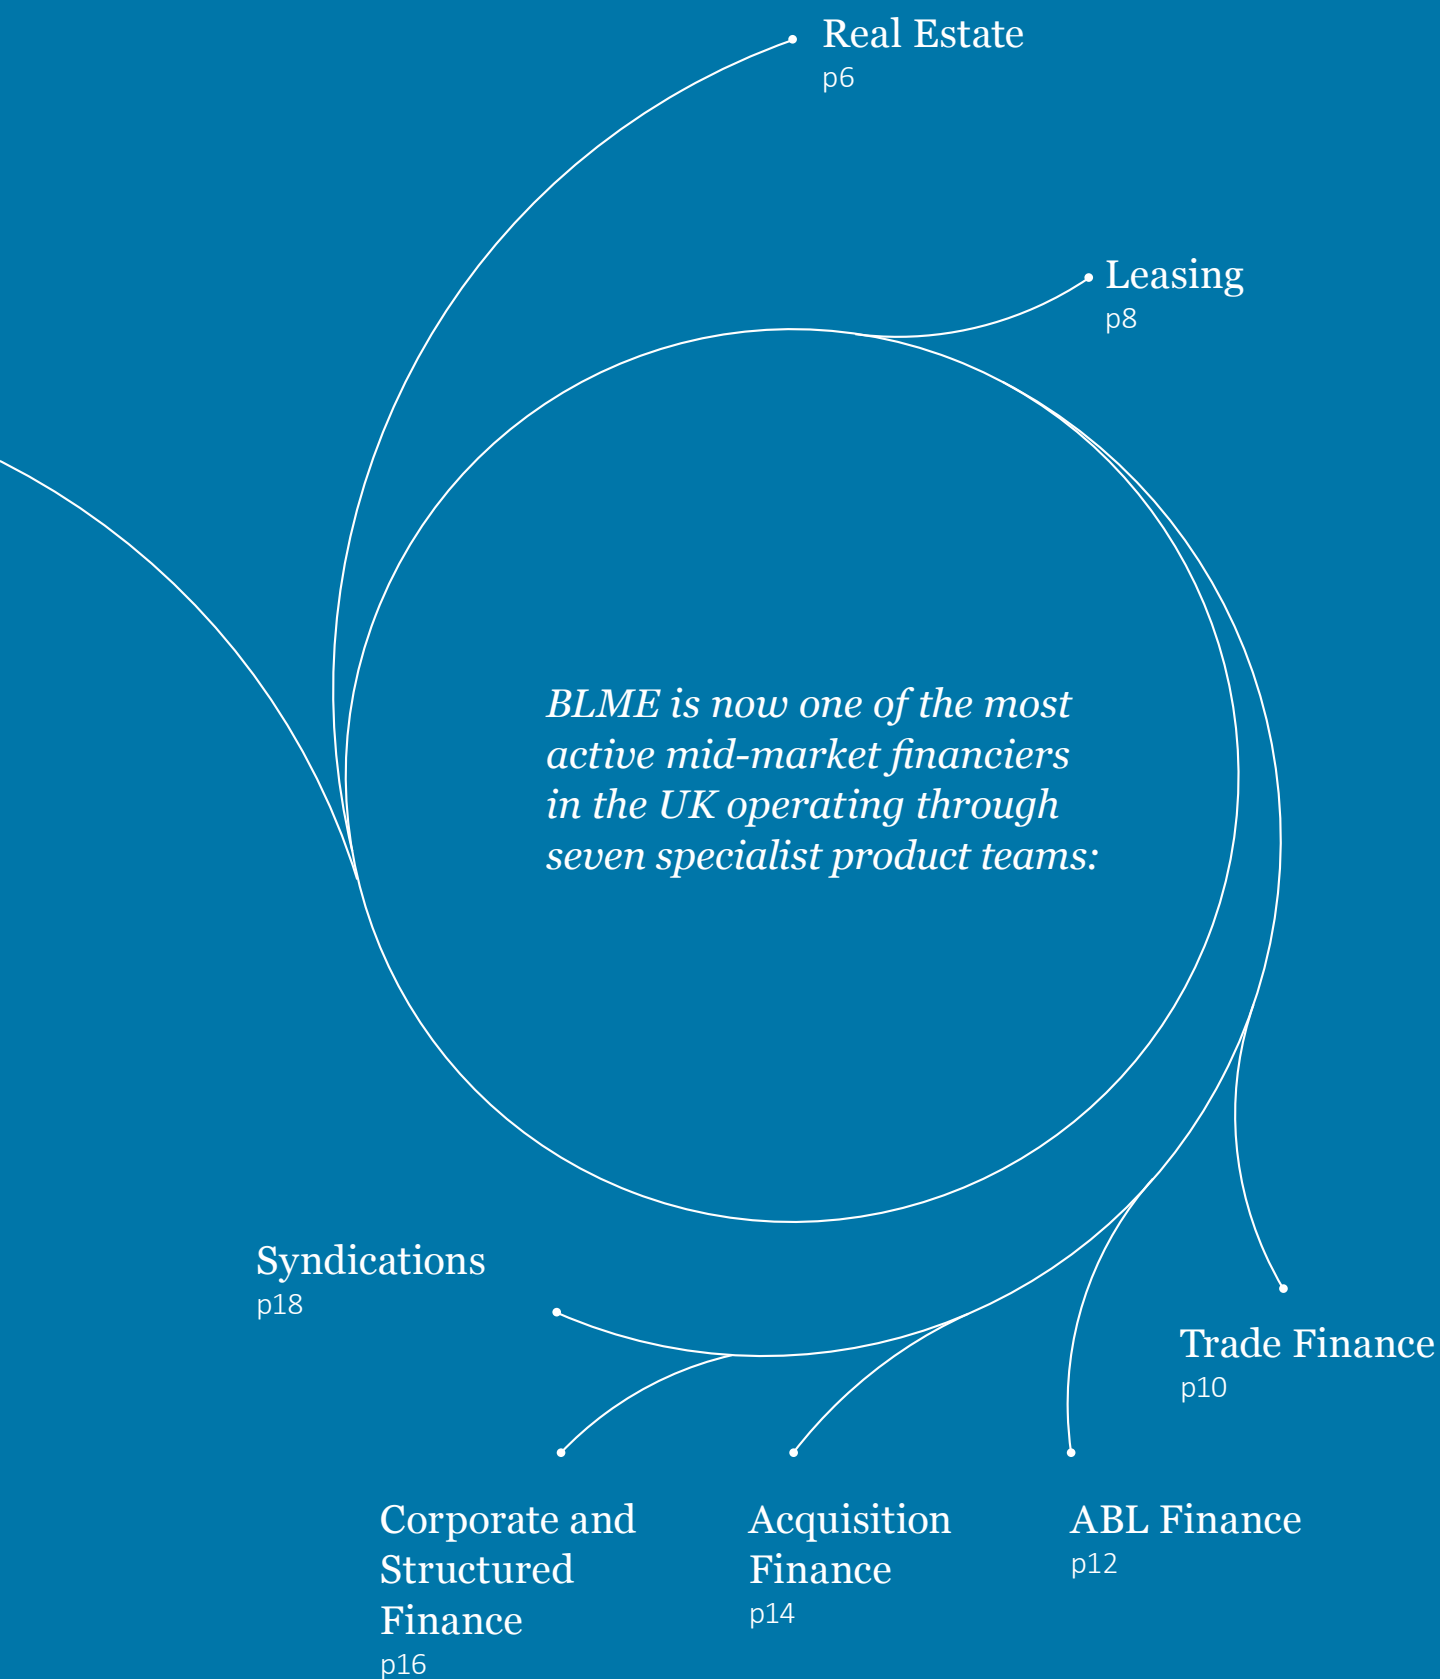 Real Estate
p6
Leasing
p8
BLME is now one of the most
active mid-market financiers
in the UK operating through
seven specialist product teams:
Syndications
p18
Trade Finance
p10
Corporate and
Structured
Finance
p16
Acquisition
Finance
p14
ABL Finance
p12